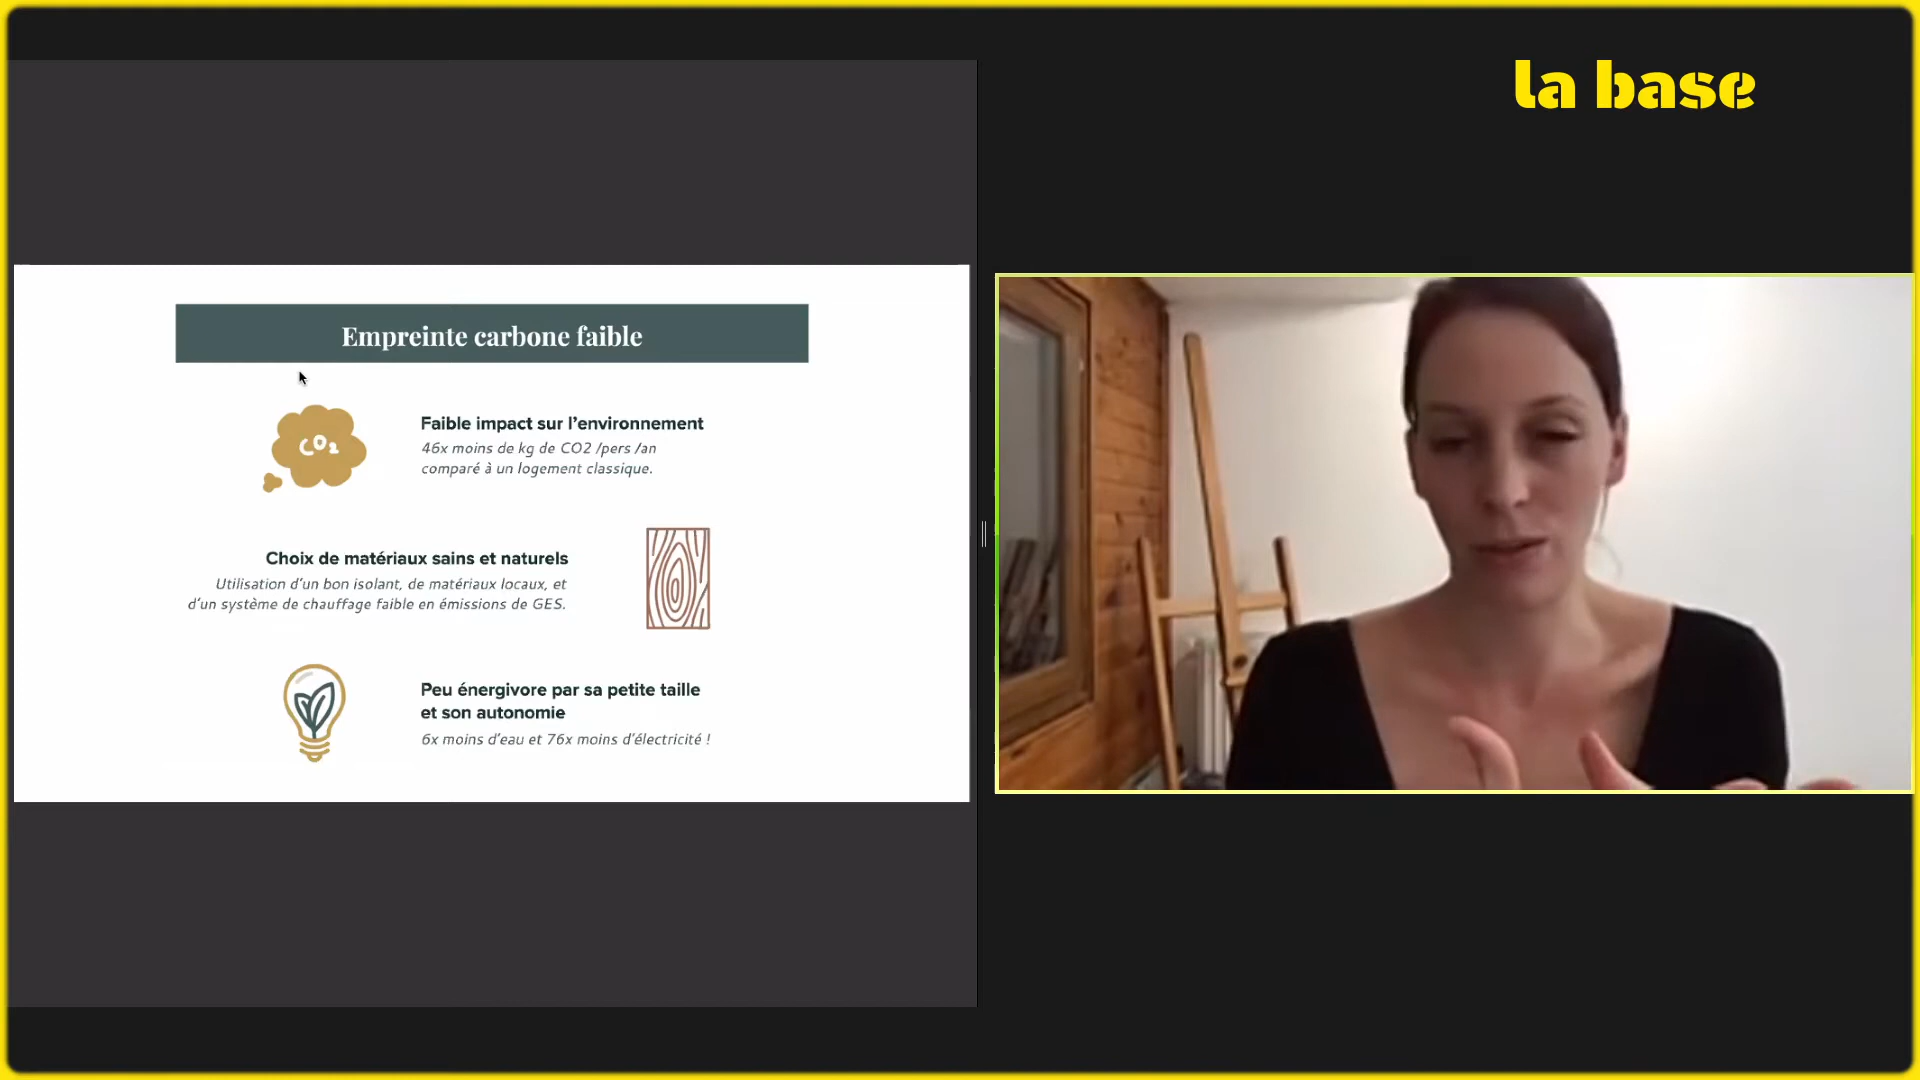 la base
Empreinte carbone faible
CO2
Faible impact sur l'environnement
46x moins de kg de CO2 /pers /an
comparé à un logement classique.
Choix de matériaux sains et naturels
Utilisation d'un bon isolant, de matériaux locaux, et
d'un système de chauffage faible en émissions de GES.
Peu énergivore par sa petite taille
et son autonomie
6x moins d'eau et 76x moins d'électricité !